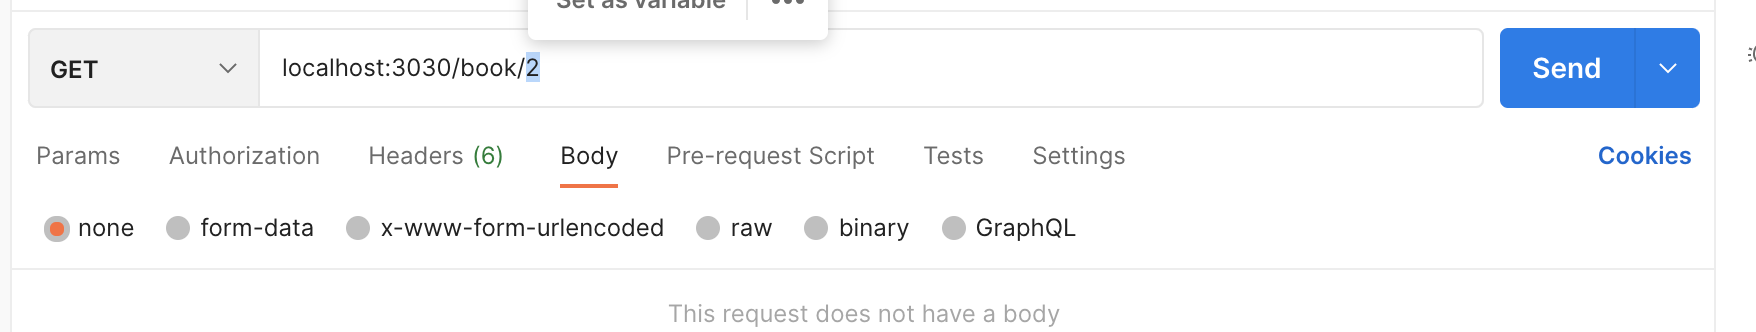 Set as variable
GET localhost:3030/book/2 Send
Params Authorization Headers (6) Body Pre-request Script Tests Settings Cookies
none form-data x-www-form-urlencoded raw binary GraphQL
This request does not have a body